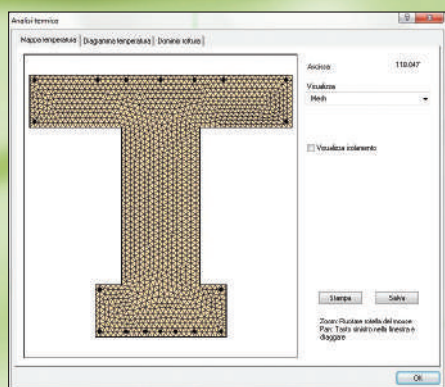 Analisi termica
Mappa temperatura Diagramma temperatura Dominio rottura
Ascissa 118.047
Visualizza
Mesh
Visualizza isolamento
Stampa Salva
Zoom: Ruotare rotella del mouse
Pan: Tasto sinistro nella finestra e
draggare
OK